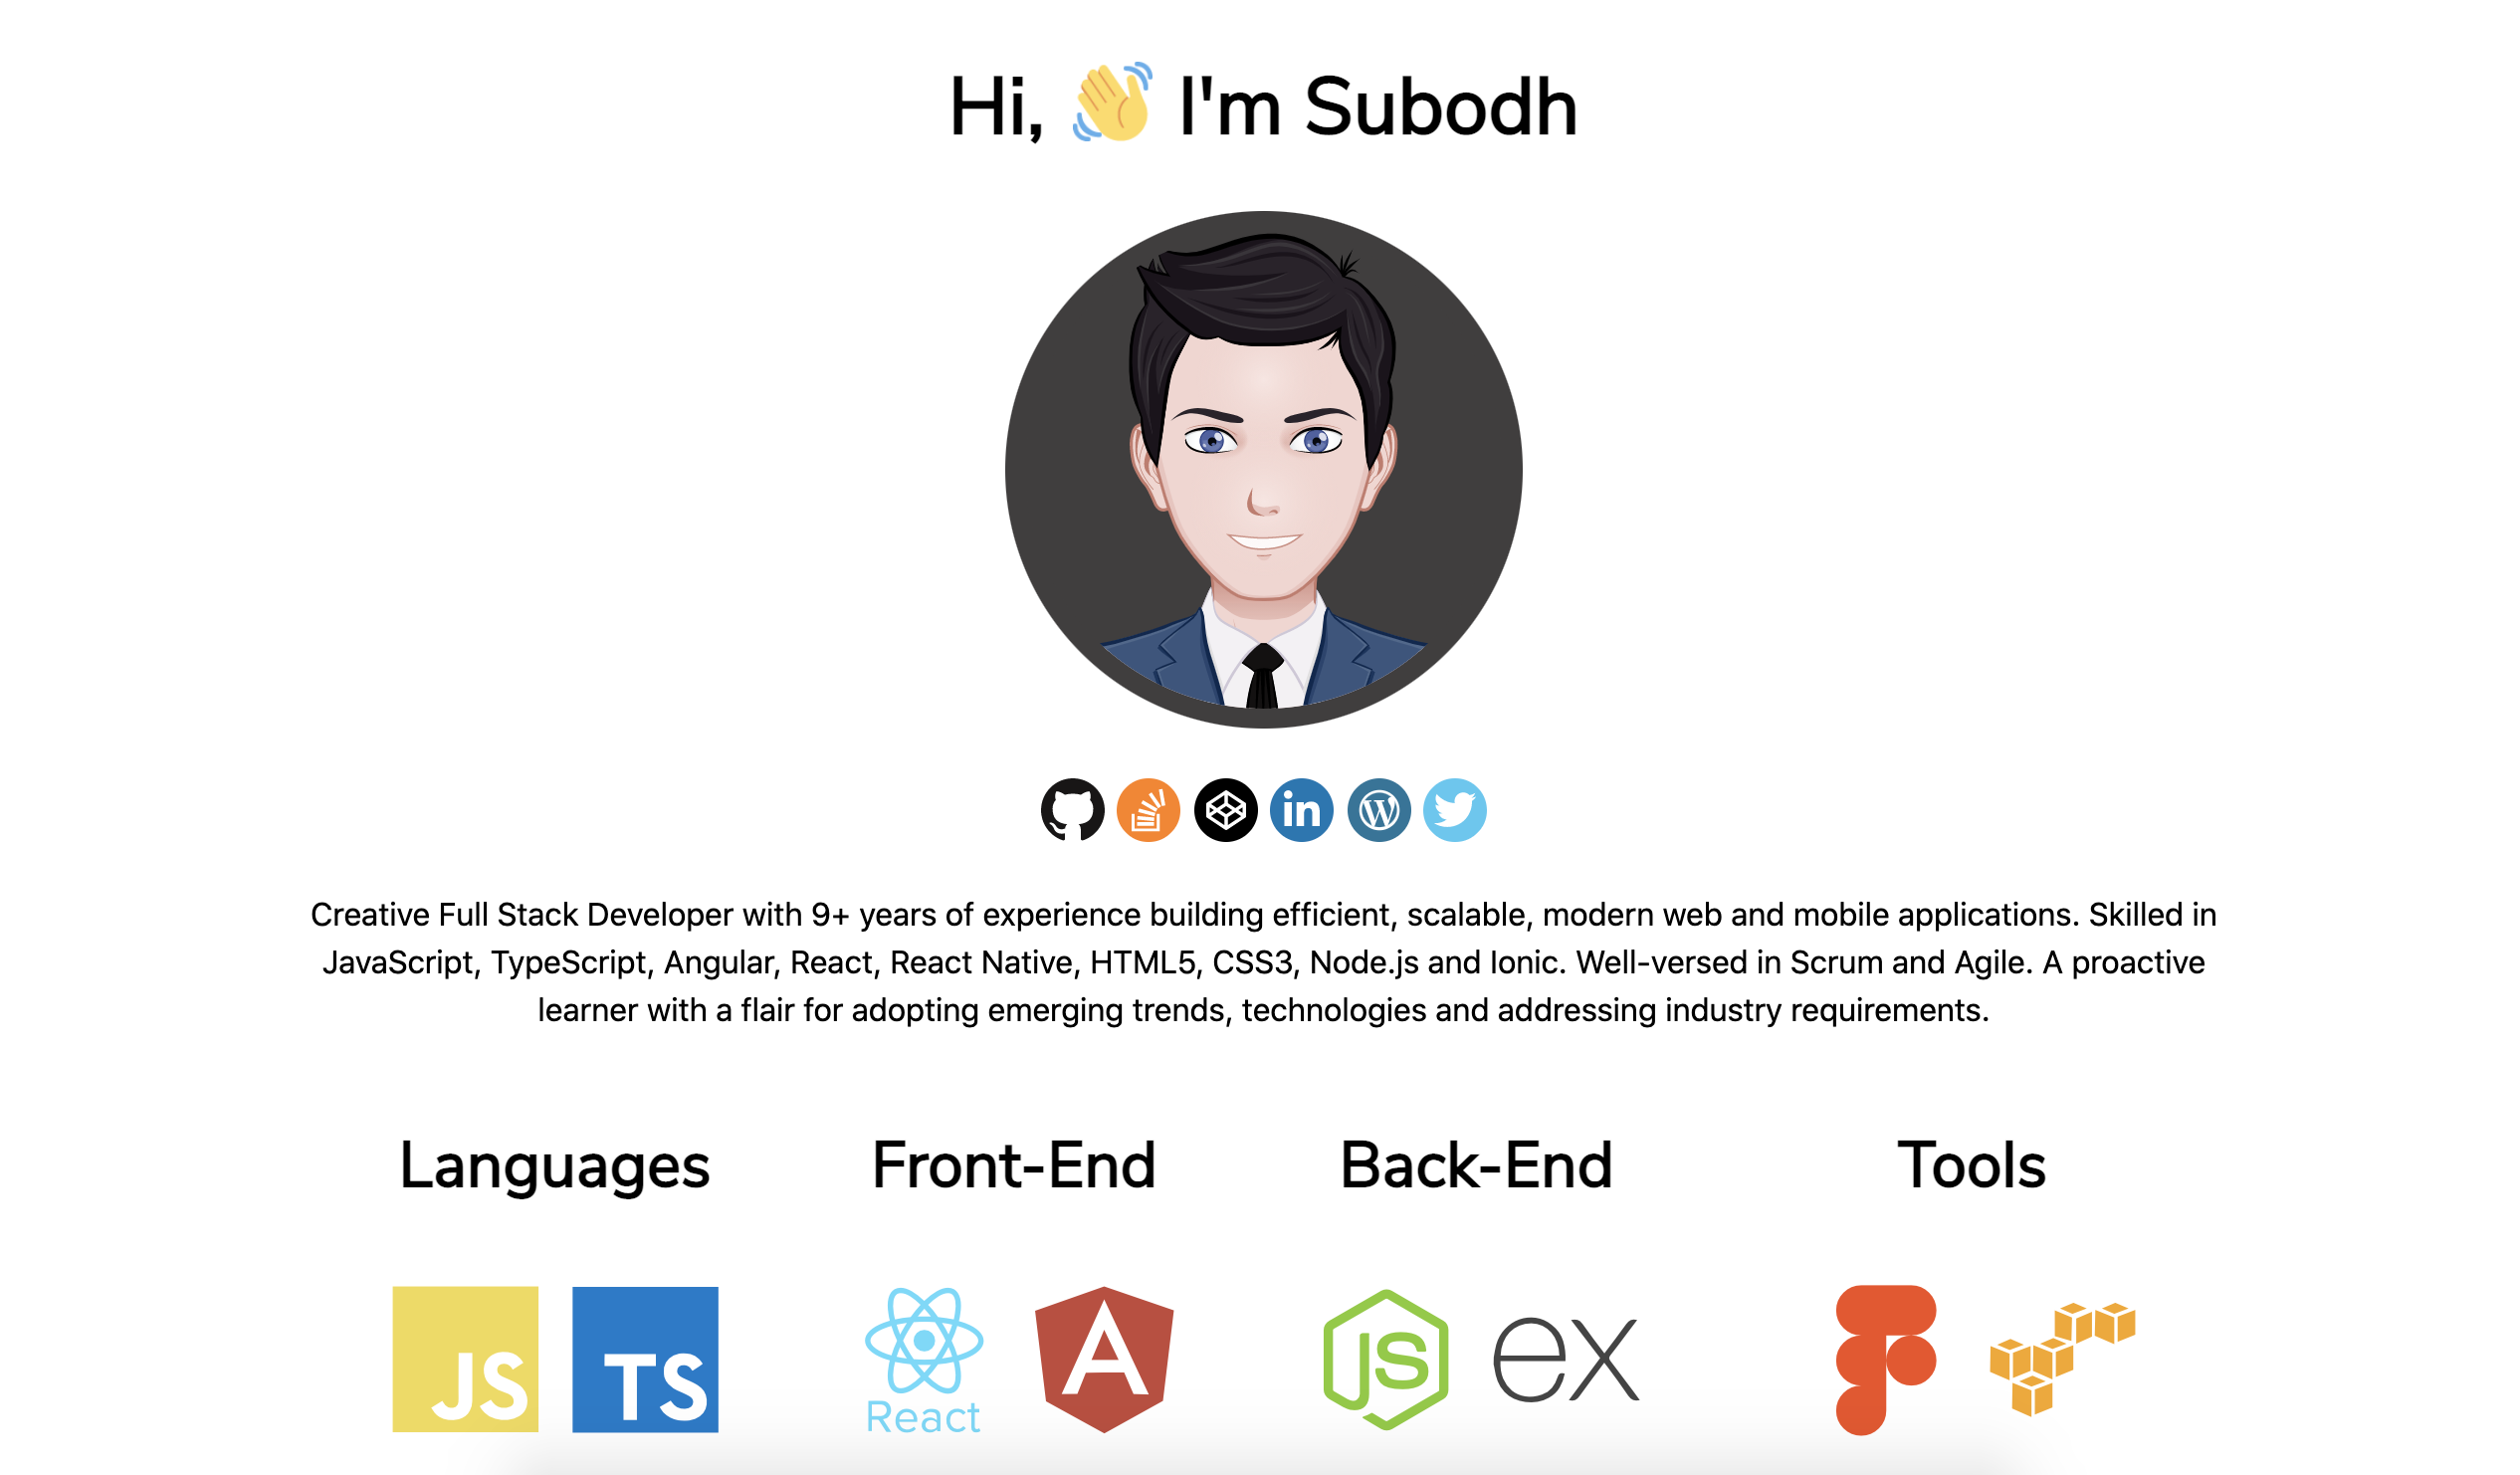 Hi, 👋 I'm Subodh
in
W
Creative Full Stack Developer with 9+ years of experience building efficient, scalable, modern web and mobile applications. Skilled in
JavaScript, TypeScript, Angular, React, React Native, HTML5, CSS3, Node.js and Ionic. Well-versed in Scrum and Agile. A proactive
learner with a flair for adopting emerging trends, technologies and addressing industry requirements.
Languages Front-End Back-End Tools
JS TS A JS ex
React